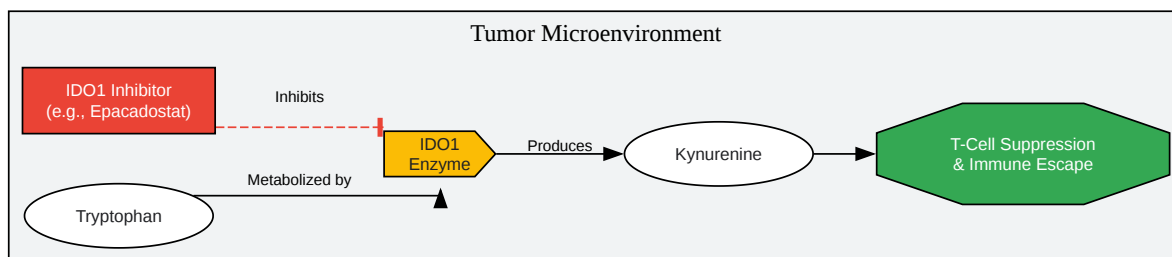 Tumor Microenvironment
IDO1 Inhibitor
(e.g., Epacadostat)
Inhibits
IDO1
Enzyme
Produces
Kynurenine
T-Cell Suppression
& Immune Escape
Metabolized by
Tryptophan